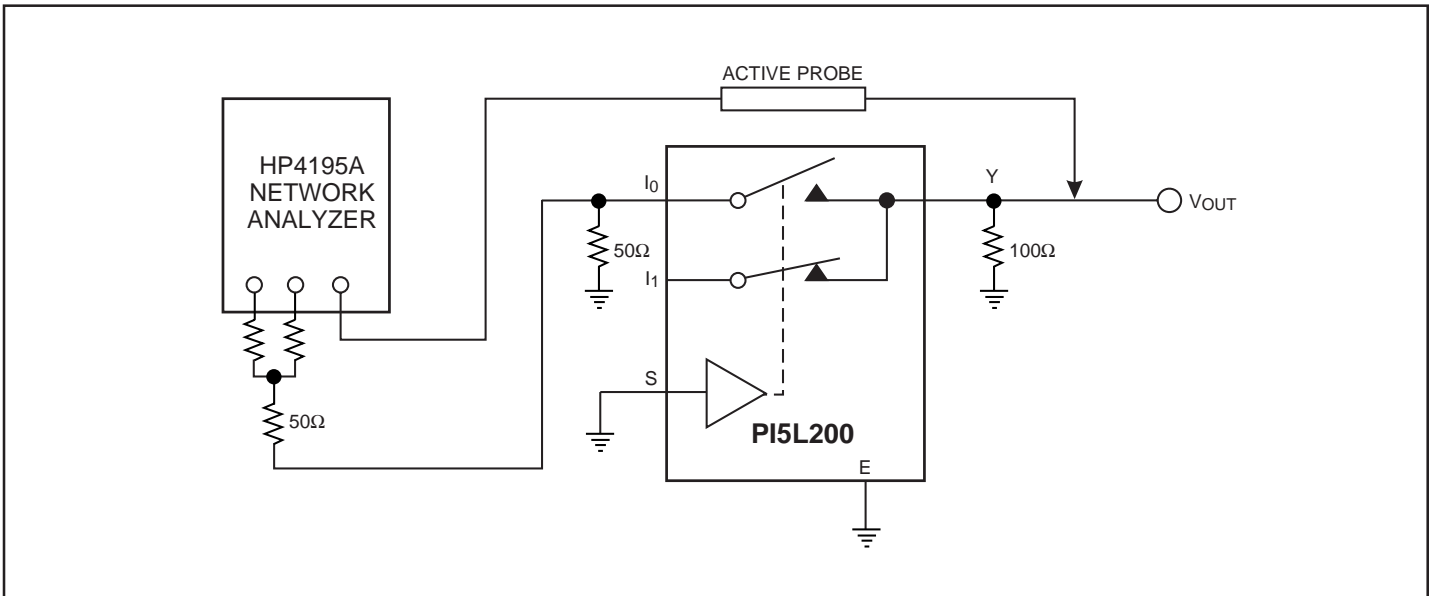 ACTIVE PROBE
HP4195A
NETWORK
ANALYZER
I0
Y
VOUT
50Ω
100Ω
I1
S
50Ω
PI5L200
E